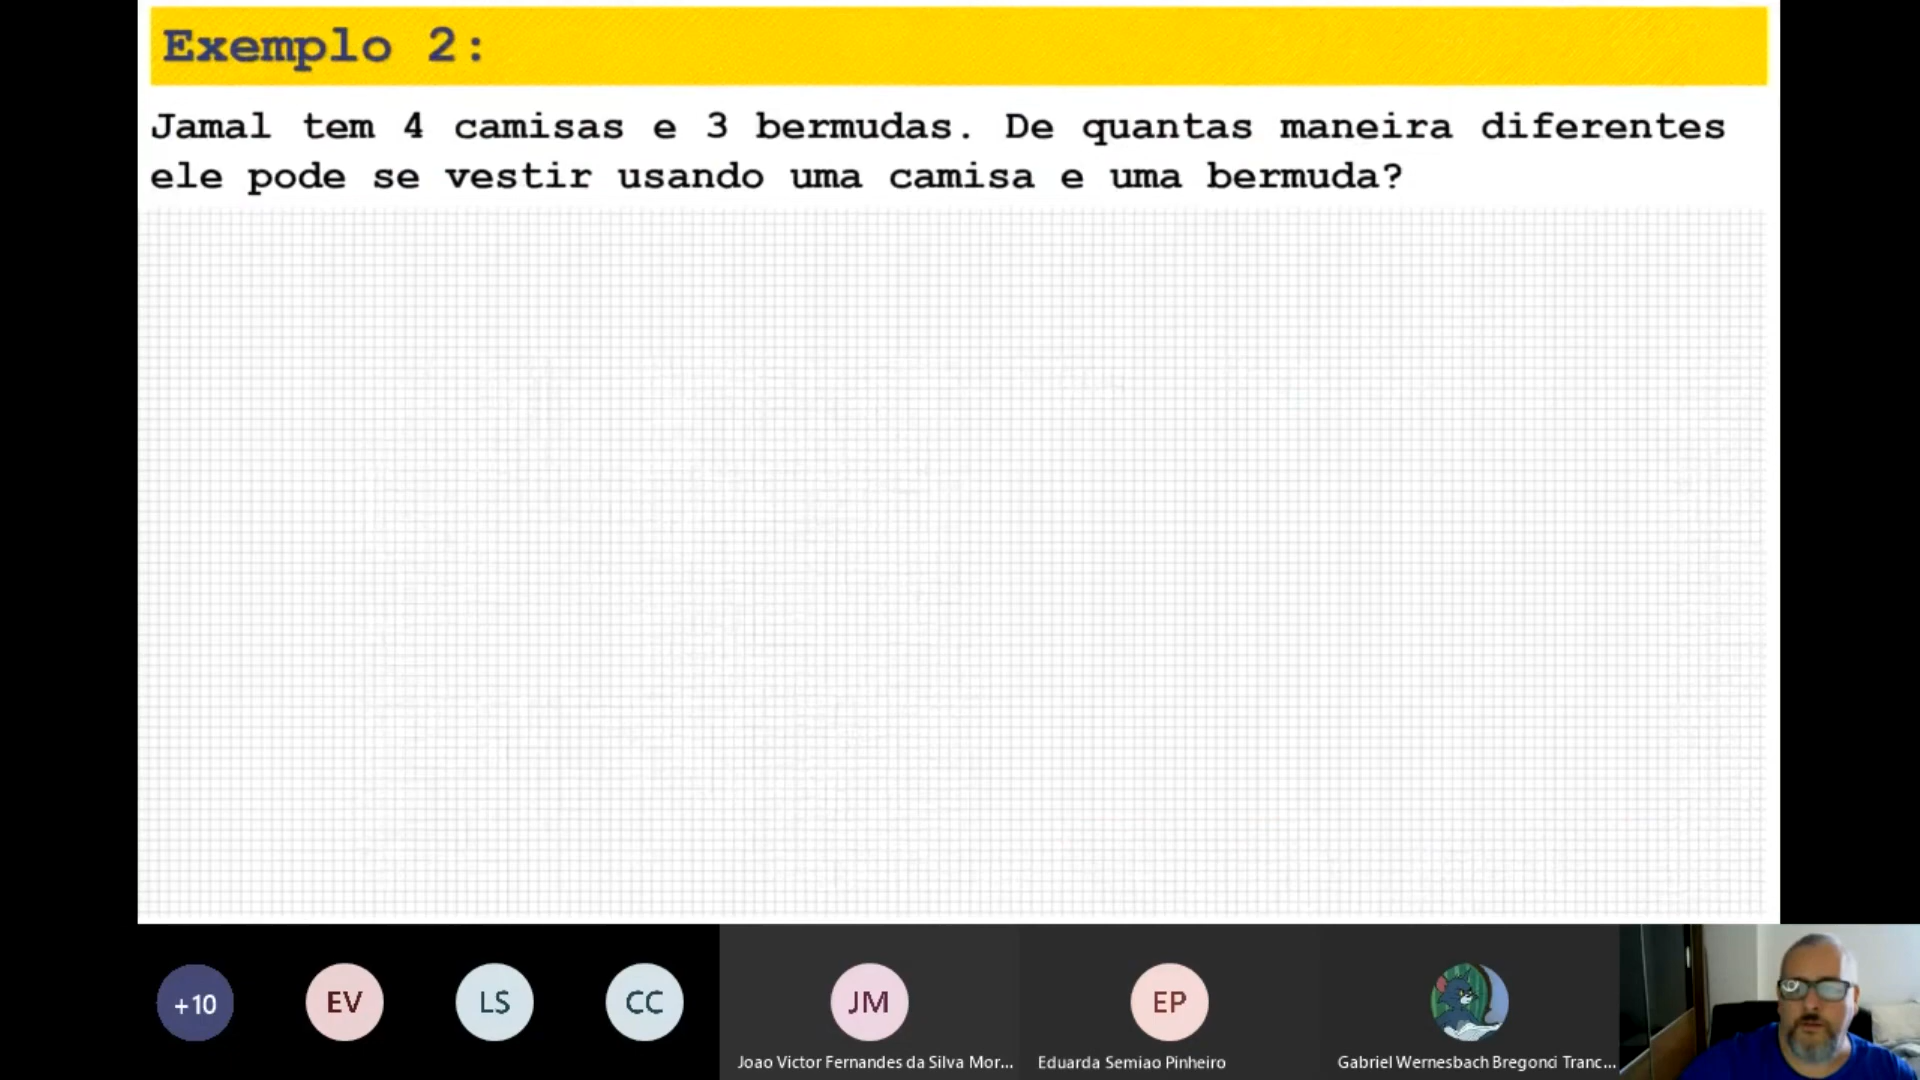 Exemplo 2:
Jamal tem 4 camisas e 3 bermudas. De quantas maneira diferentes
ele pode se vestir usando uma camisa e uma bermuda?
+10
EV
LS
CC
JM
EP
Joao Victor Fernandes da Silva Mor...
Eduarda Semiao Pinheiro
Gabriel Wernesbach Bregonci Tranc...